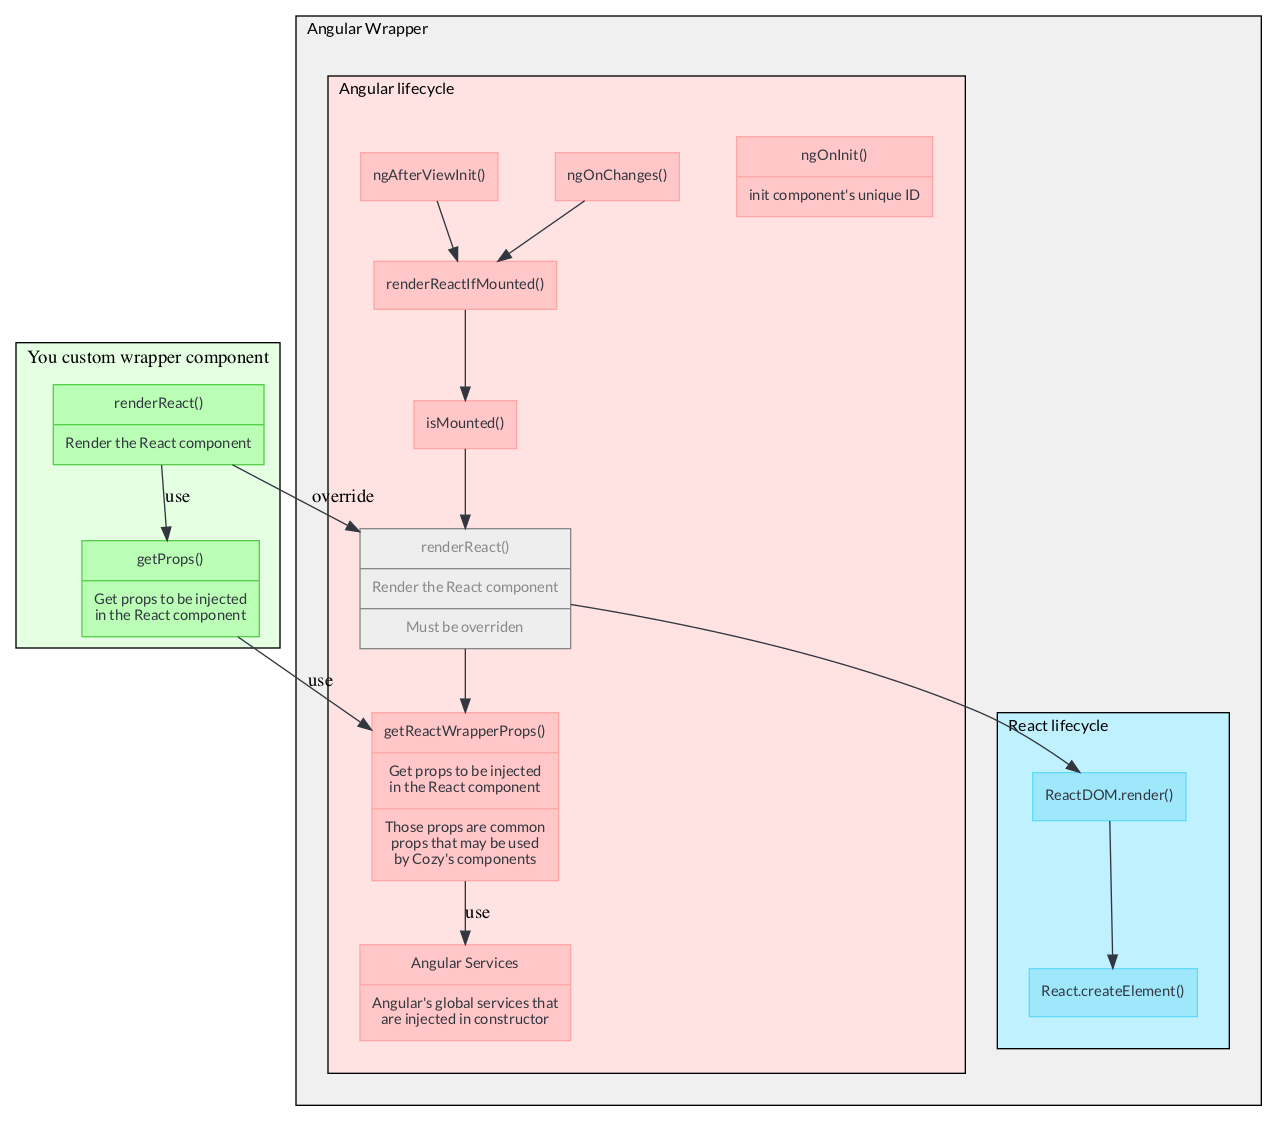 Angular Wrapper
Angular lifecycle
ngAfterViewInit()
ngOnChanges()
ngOnInit()
init component's unique ID
renderReactIfMounted()
You custom wrapper component
renderReact()
Render the React component
isMounted()
use
override
getProps()
Get props to be injected
in the React component
renderReact()
Render the React component
Must be overriden
use
getReactWrapperProps()
Get props to be injected
in the React component
Those props are common
props that may be used
by Cozy's components
use
Angular Services
Angular's global services that
are injected in constructor
React lifecycle
ReactDOM.render()
React.createElement()